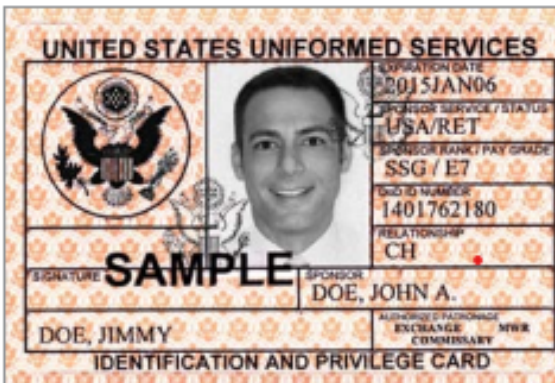 UNITED STATES UNIFORMED SERVICES
EXPIRATION DATE
2015JAN06
SPONSOR SERVICE / STATUS
USA/RET
SPONSOR RANK / PAY GRADE
SSG / E7
DoD ID NUMBER
1401762180
RELATIONSHIP
CH
SIGNATURE
SAMPLE
SPONSOR
DOE, JOHN A.
DOE, JIMMY
AUTHORIZED PATRONAGE
EXCHANGE MWR
COMMISSARY
IDENTIFICATION AND PRIVILEGE CARD